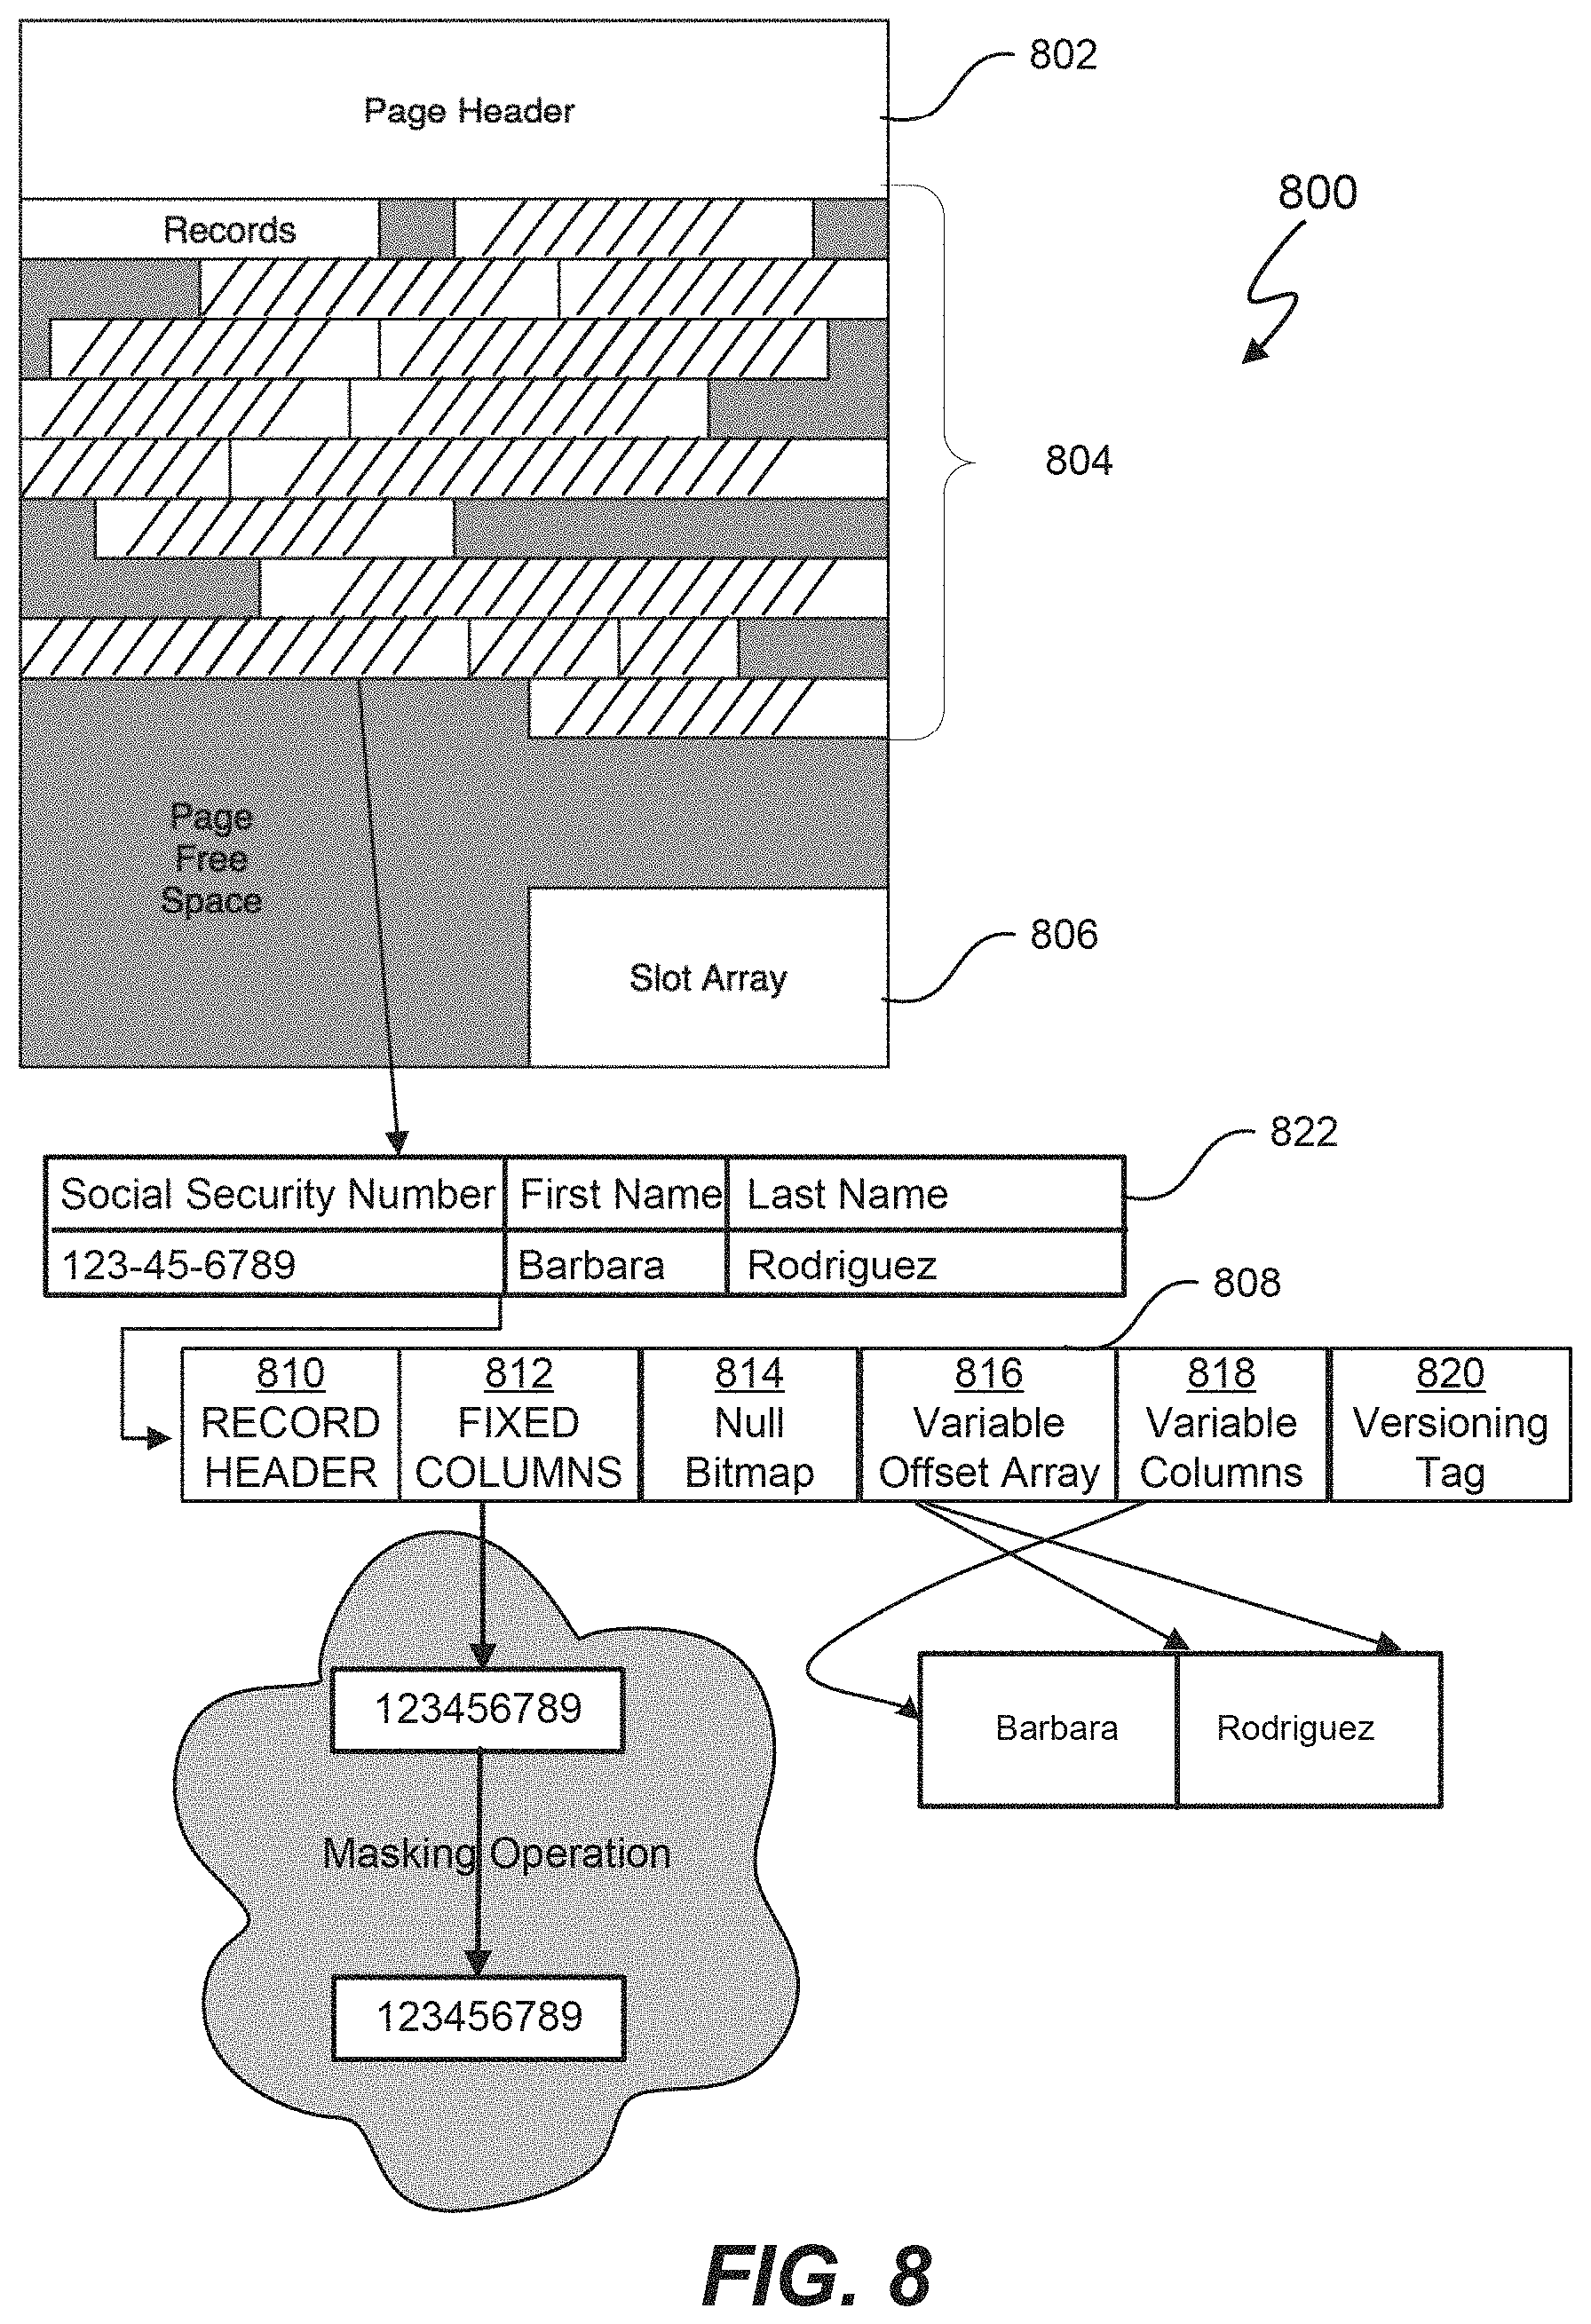 802
Page Header
800
Records
804
Page
Free
Space
806
Slot Array
822
Social Security Number First Name Last Name
123-45-6789 Barbara Rodriguez
808
810 812 814 816 818 820
RECORD FIXED Null Variable Variable Versioning
HEADER COLUMNS Bitmap Offset Array Columns Tag
123456789
Barbara Rodriguez
Masking Operation
123456789
FIG. 8